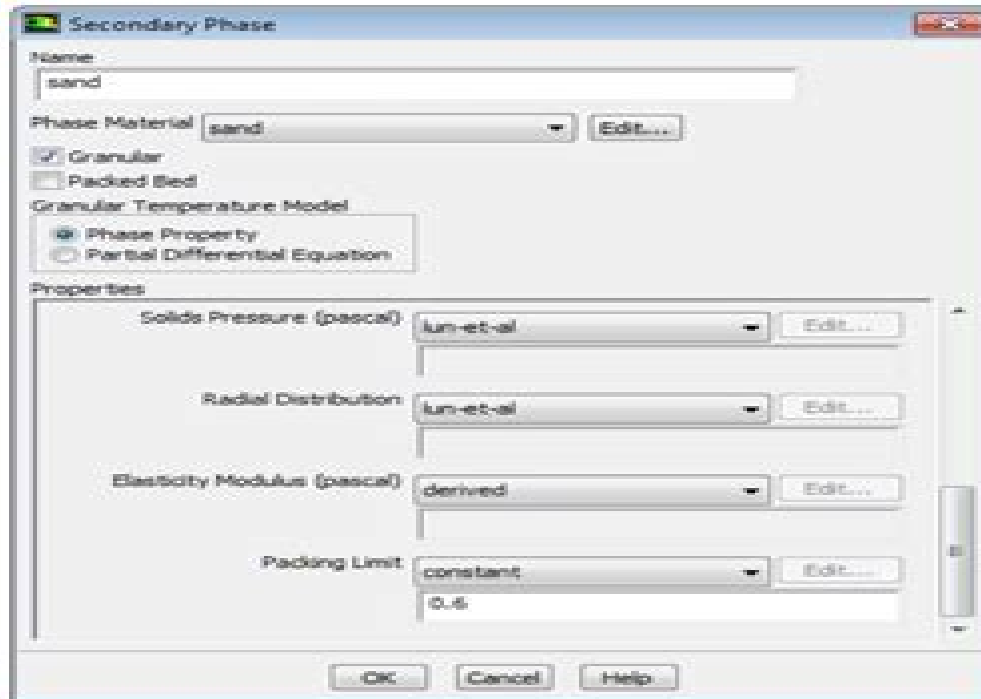 Secondary Phase
Name
sand
Phase Material sand Edit...
Granular
Packed Bed
Granular Temperature Model
Phase Property
Partial Differential Equation
Properties
Solids Pressure (pascal) lun-et-al Edit...
Radial Distribution lun-et-al Edit...
Elasticity Modulus (pascal) derived Edit...
Packing Limit constant Edit...
0.6
OK Cancel Help